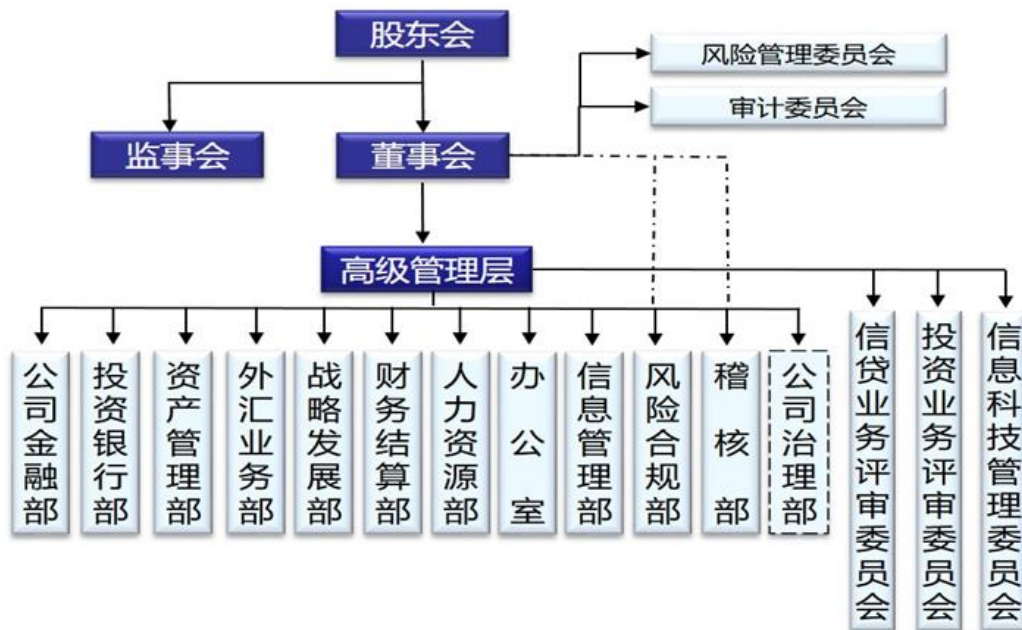 股东会
风险管理委员会
审计委员会
监事会
董事会
高级管理层
公司金融部
投资银行部
资产管理部
外汇业务部
战略发展部
财务结算部
人力资源部
办公室
信息管理部
风险合规部
稽核部
公司治理部
信贷业务评审委员会
投资业务评审委员会
信息科技管理委员会